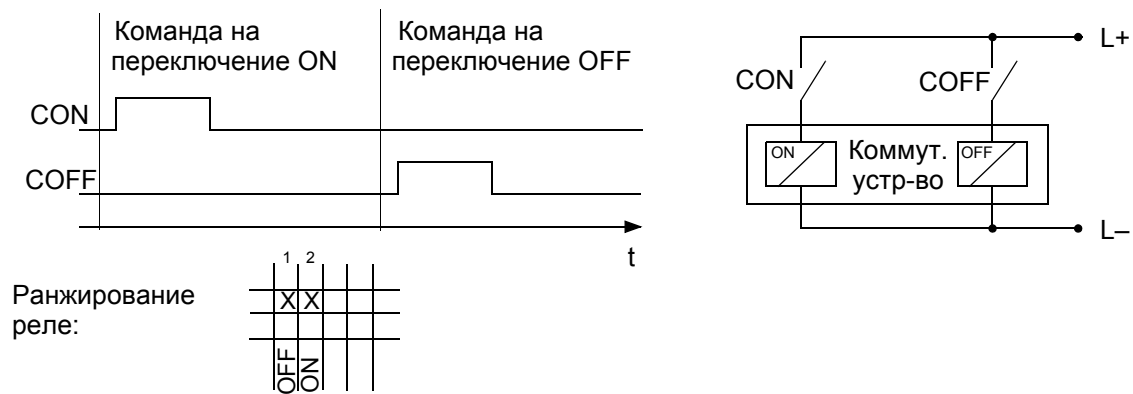 Команда на
переключение ON
Команда на
переключение OFF
CON
COFF
t
1 2
Ранжирование
реле:
X X
OFF
ON
L+
CON
COFF
ON
Коммут.
устр-во
OFF
L–